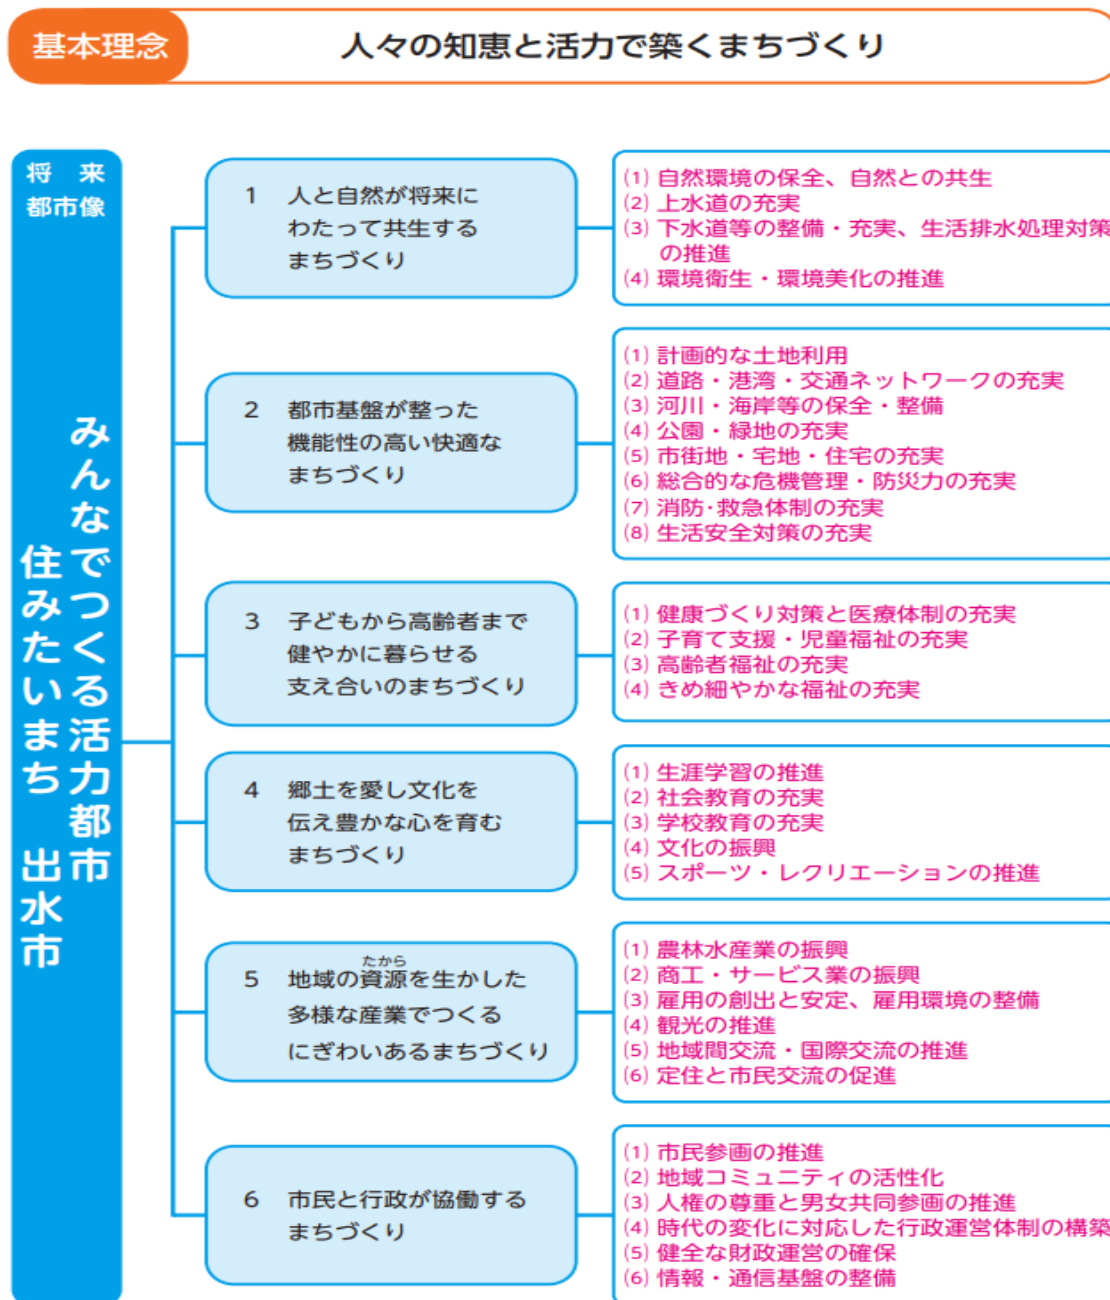 基本理念
人々の知恵と活力で築くまちづくり
将 来
都市像
みんなでつくる活力都市
住みたいまち 出水市
1 人と自然が将来に
わたって共生する
まちづくり
(1) 自然環境の保全、自然との共生
(2) 上水道の充実
(3) 下水道等の整備・充実、生活排水処理対策
の推進
(4) 環境衛生・環境美化の推進
2 都市基盤が整った
機能性の高い快適な
まちづくり
(1) 計画的な土地利用
(2) 道路・港湾・交通ネットワークの充実
(3) 河川・海岸等の保全・整備
(4) 公園・緑地の充実
(5) 市街地・宅地・住宅の充実
(6) 総合的な危機管理・防災力の充実
(7) 消防・救急体制の充実
(8) 生活安全対策の充実
3 子どもから高齢者まで
健やかに暮らせる
支え合いのまちづくり
(1) 健康づくり対策と医療体制の充実
(2) 子育て支援・児童福祉の充実
(3) 高齢者福祉の充実
(4) きめ細やかな福祉の充実
4 郷土を愛し文化を
伝え豊かな心を育む
まちづくり
(1) 生涯学習の推進
(2) 社会教育の充実
(3) 学校教育の充実
(4) 文化の振興
(5) スポーツ・レクリエーションの推進
たから
5 地域の資源を生かした
多様な産業でつくる
にぎわいあるまちづくり
(1) 農林水産業の振興
(2) 商工・サービス業の振興
(3) 雇用の創出と安定、雇用環境の整備
(4) 観光の推進
(5) 地域間交流・国際交流の推進
(6) 定住と市民交流の促進
6 市民と行政が協働する
まちづくり
(1) 市民参画の推進
(2) 地域コミュニティの活性化
(3) 人権の尊重と男女共同参画の推進
(4) 時代の変化に対応した行政運営体制の構築
(5) 健全な財政運営の確保
(6) 情報・通信基盤の整備